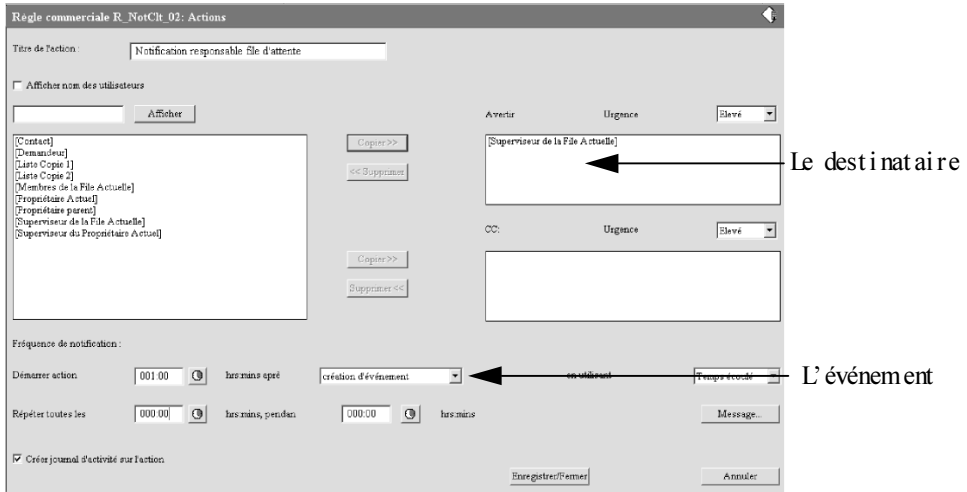 Règle commerciale R_NotClt_02: Actions
Titre de l'action : Notification responsable file d'attente
Afficher nom des utilisateurs
Afficher
Avertir Urgence Elevé
[Contact]
[Demandeur]
[Liste Copie 1]
[Liste Copie 2]
[Membres de la File Actuelle]
[Propriétaire Actuel]
[Propriétaire parent]
[Superviseur de la File Actuelle]
[Superviseur du Propriétaire Actuel]
Copier >>
<< Supprimer
[Superviseur de la File Actuelle]
Le destinataire
CC: Urgence Elevé
Copier >>
Supprimer <<
Fréquence de notification :
Démarrer action 001:00 hrs:mins apré création d'événement en utilisant Temps écoulé
L'événement
Répéter toutes les 000:00 hrs:mins, pendan 000:00 hrs:mins Message...
Créer journal d'activité sur l'action
Enregistrer/Fermer Annuler